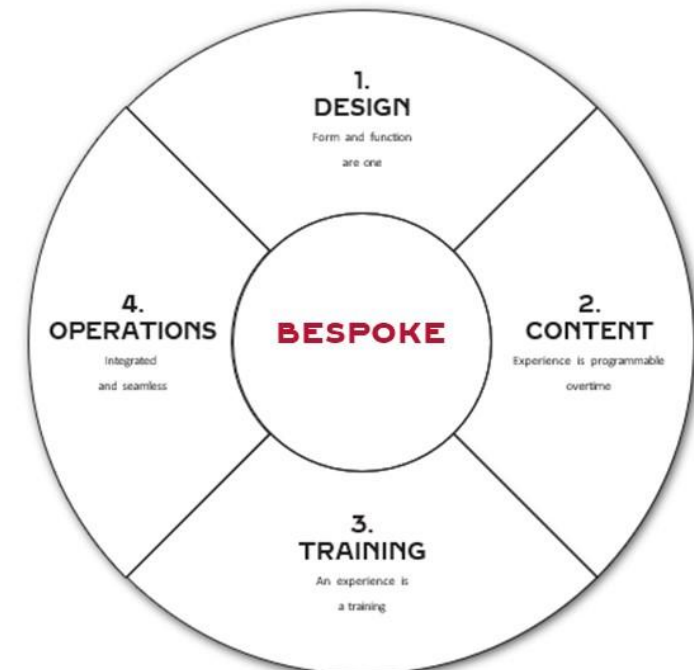 1.
DESIGN
Form and function
are one
4.
OPERATIONS
Integrated
and seamless
BESPOKE
2.
CONTENT
Experience is programmable
overtime
3.
TRAINING
An experience is
a training